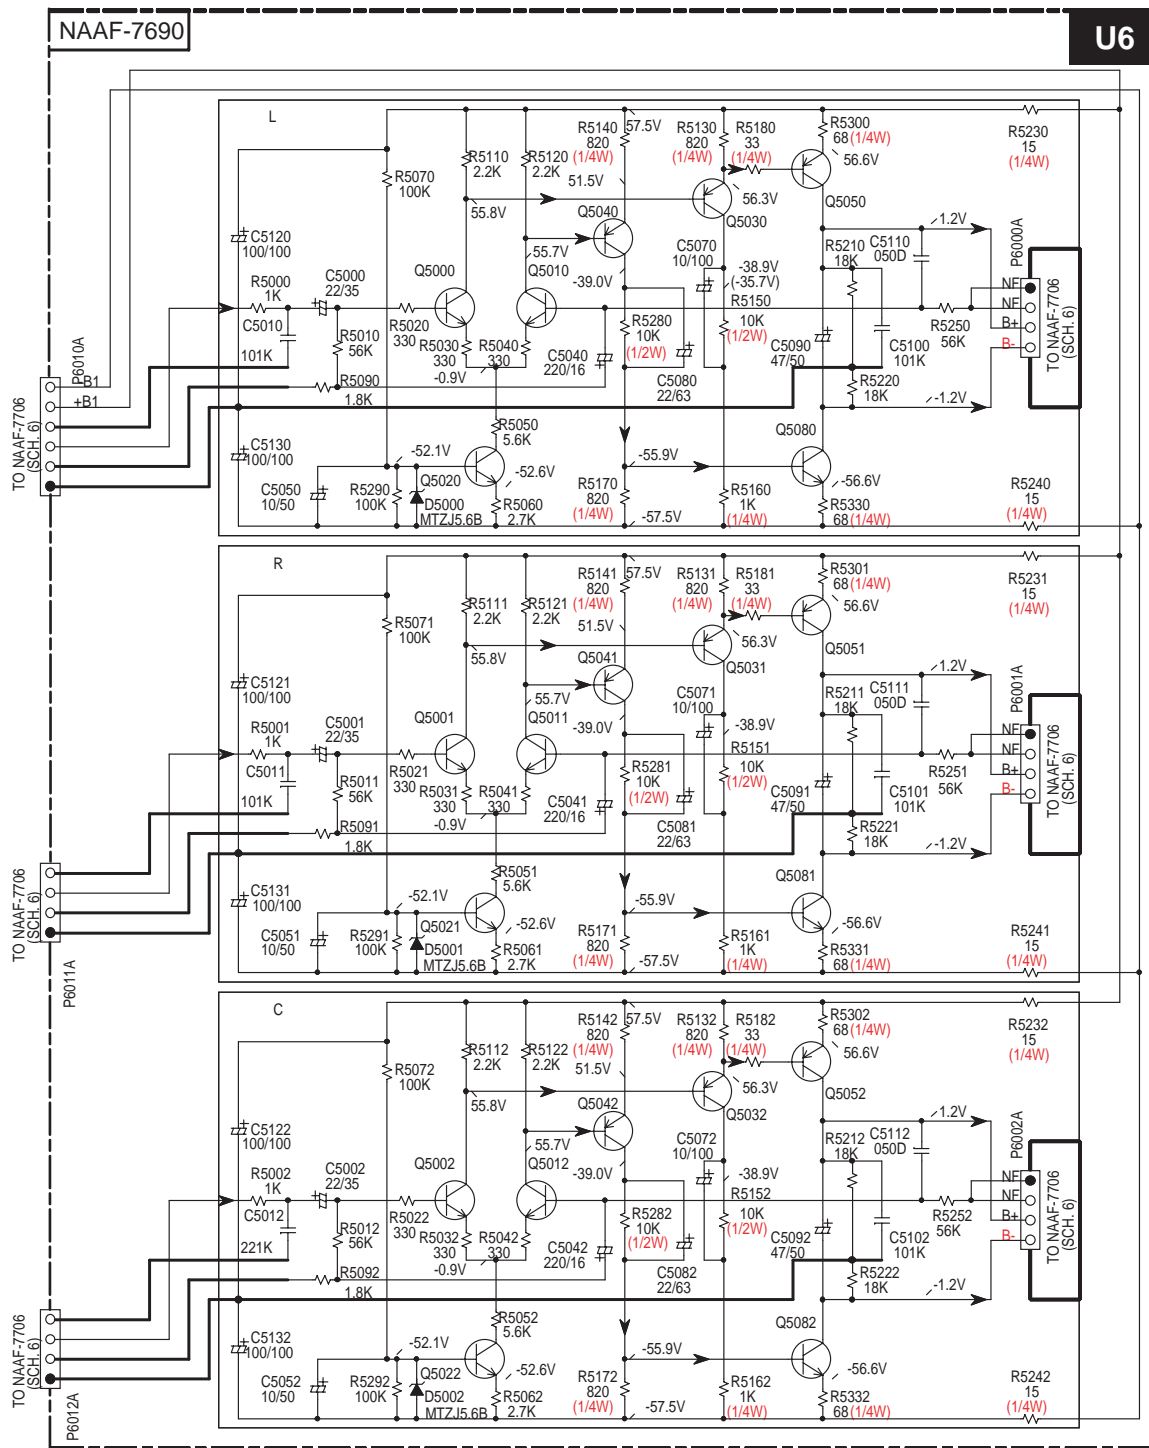 NAAF-7690
U6
L
R5140
820
(1/4W)
57.5V
R5130
820
(1/4W)
R5180
33
(1/4W)
R5300
68(1/4W)
56.6V
R5230
15
(1/4W)
R5110
2.2K
R5120
2.2K
R5070
100K
51.5V
55.8V
Q5040
56.3V
Q5030
Q5050
C5120
100/100
55.7V
-39.0V
C5070
10/100
-38.9V
(-35.7V)
R5210
18K
C5110
050D
1.2V
P6000A
R5000
1K
C5000
22/35
Q5000
Q5010
C5010
101K
R5010
56K
R5020
330
R5030
330
R5040
330
-0.9V
R5280
10K
(1/2W)
C5040
220/16
C5080
22/63
R5150
10K
(1/2W)
C5090
47/50
C5100
101K
R5250
56K
NF
NF
B+
B-
TO NAAF-7706
(SCH. 6)
P6010A
-B1
+B1
TO NAAF-7706
(SCH. 6)
R5090
1.8K
R5220
18K
-1.2V
R5050
5.6K
C5130
100/100
-52.1V
Q5020
-52.6V
-55.9V
Q5080
-56.6V
C5050
10/50
R5290
100K
D5000
MTZJ5.6B
R5060
2.7K
R5170
820
(1/4W)
-57.5V
R5160
1K
(1/4W)
R5330
68(1/4W)
R5240
15
(1/4W)
R
R5141
820
(1/4W)
57.5V
R5131
820
(1/4W)
R5181
33
(1/4W)
R5301
68(1/4W)
56.6V
R5231
15
(1/4W)
R5111
2.2K
R5121
2.2K
R5071
100K
51.5V
55.8V
Q5041
56.3V
Q5031
Q5051
C5121
100/100
55.7V
-39.0V
C5071
10/100
-38.9V
R5211
18K
C5111
050D
1.2V
P6001A
R5001
1K
C5001
22/35
Q5001
Q5011
C5011
101K
R5011
56K
R5021
330
R5031
330
R5041
330
-0.9V
R5281
10K
(1/2W)
C5041
220/16
C5081
22/63
R5151
10K
(1/2W)
C5091
47/50
C5101
101K
R5251
56K
NF
NF
B+
B-
TO NAAF-7706
(SCH. 6)
R5091
1.8K
R5221
18K
-1.2V
R5051
5.6K
TO NAAF-7706
(SCH. 6)
P6011A
C5131
100/100
-52.1V
Q5021
-52.6V
-55.9V
Q5081
-56.6V
C5051
10/50
R5291
100K
D5001
MTZJ5.6B
R5061
2.7K
R5171
820
(1/4W)
-57.5V
R5161
1K
(1/4W)
R5331
68(1/4W)
R5241
15
(1/4W)
C
R5142
820
(1/4W)
57.5V
R5132
820
(1/4W)
R5182
33
(1/4W)
R5302
68(1/4W)
56.6V
R5232
15
(1/4W)
R5112
2.2K
R5122
2.2K
R5072
100K
51.5V
55.8V
Q5042
56.3V
Q5032
Q5052
C5122
100/100
55.7V
-39.0V
C5072
10/100
-38.9V
R5212
18K
C5112
050D
1.2V
P6002A
R5002
1K
C5002
22/35
Q5002
Q5012
C5012
221K
R5012
56K
R5022
330
R5032
330
R5042
330
-0.9V
R5282
10K
(1/2W)
C5042
220/16
C5082
22/63
R5152
10K
(1/2W)
C5092
47/50
C5102
101K
R5252
56K
NF
NF
B+
B-
TO NAAF-7706
(SCH. 6)
R5092
1.8K
R5222
18K
-1.2V
R5052
5.6K
TO NAAF-7706
(SCH. 6)
P6012A
C5132
100/100
-52.1V
Q5022
-52.6V
-55.9V
Q5082
-56.6V
C5052
10/50
R5292
100K
D5002
MTZJ5.6B
R5062
2.7K
R5172
820
(1/4W)
-57.5V
R5162
1K
(1/4W)
R5332
68(1/4W)
R5242
15
(1/4W)